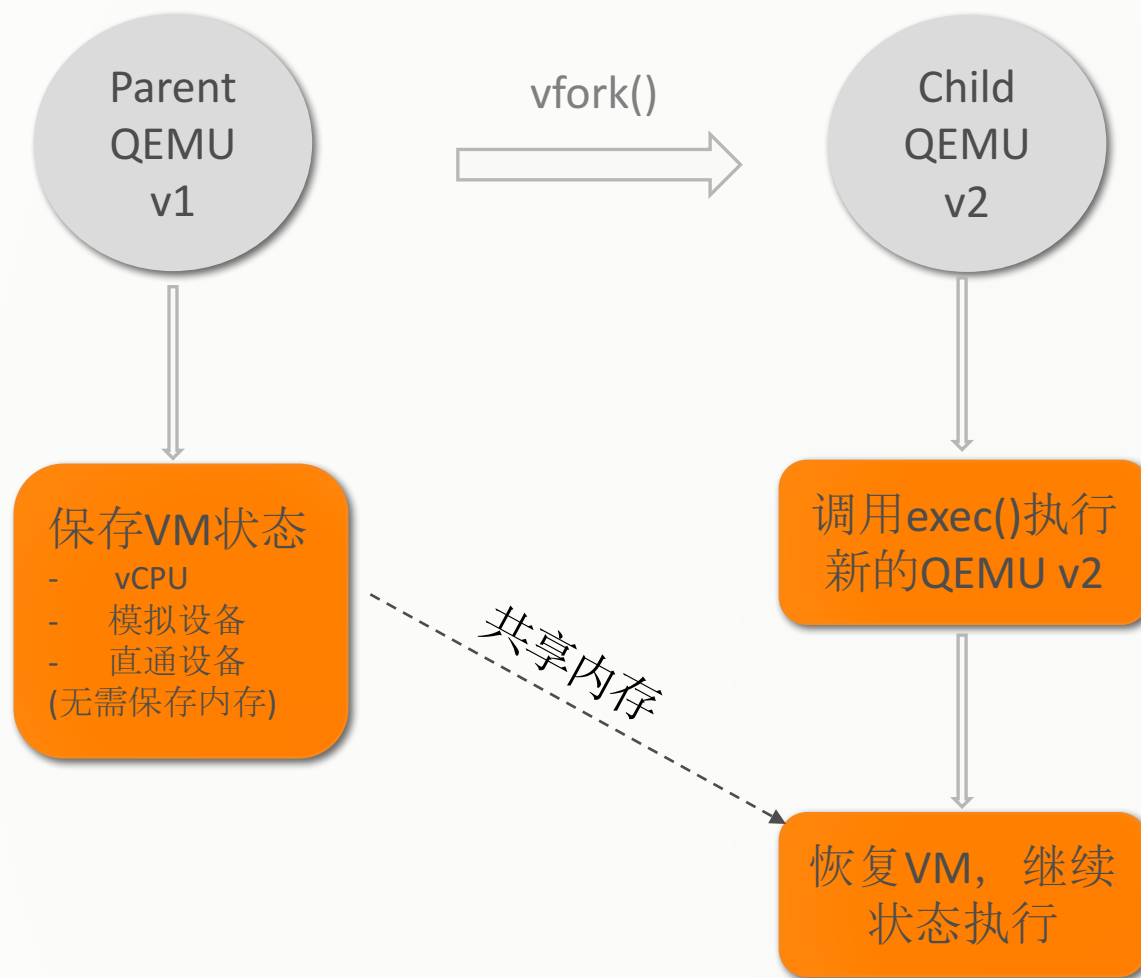 Parent
QEMU
v1
vfork()
Child
QEMU
v2
保存VM状态
- vCPU
- 模拟设备
- 直通设备
(无需保存内存)
共享内存
调用exec()执行
新的QEMU v2
恢复VM，继续
状态执行